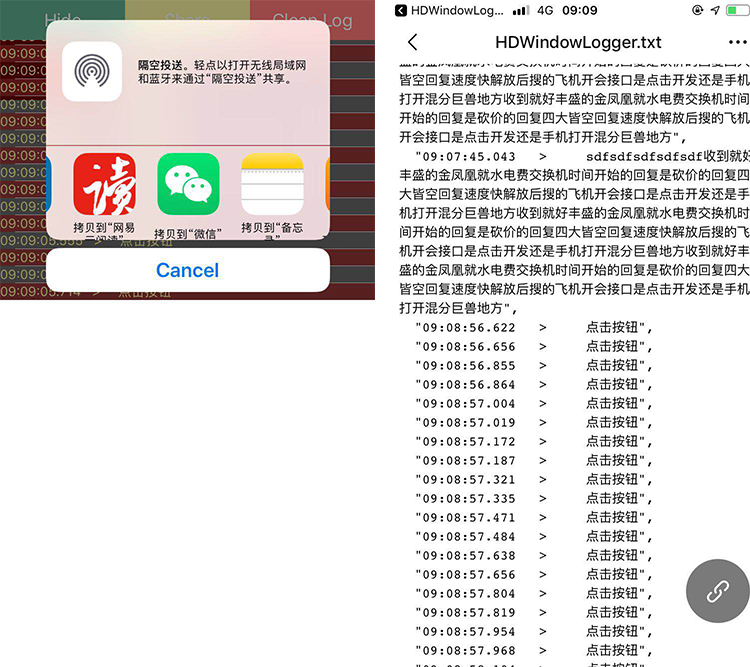 Hide
Share
Clean Log
隔空投送。轻点以打开无线局域网
和蓝牙来通过“隔空投送”共享。
拷贝到“网易
拷贝到“微信”
拷贝到“备忘
Cancel
HDWindowLog...
4G
09:09
HDWindowLogger.txt
皆空回复速度快解放后搜的飞机开会接口是点击开发还是手机
打开混分巨兽地方收到就好丰盛的金凤凰就水电费交换机时间
开始的回复是砍价的回复四大皆空回复速度快解放后搜的飞机
开会接口是点击开发还是手机打开混分巨兽地方",
"09:07:45.043 > sdfsdfsdfsdfsdf收到就好
丰盛的金凤凰就水电费交换机时间开始的回复是砍价的回复四
大皆空回复速度快解放后搜的飞机开会接口是点击开发还是手
机打开混分巨兽地方收到就好丰盛的金凤凰就水电费交换机时
间开始的回复是砍价的回复四大皆空回复速度快解放后搜的飞
机开会接口是点击开发还是手机打开混分巨兽地方收到就好丰
盛的金凤凰就水电费交换机时间开始的回复是砍价的回复四大
皆空回复速度快解放后搜的飞机开会接口是点击开发还是手机
打开混分巨兽地方",
"09:08:56.622 > 点击按钮",
"09:08:56.656 > 点击按钮",
"09:08:56.855 > 点击按钮",
"09:08:56.864 > 点击按钮",
"09:08:57.004 > 点击按钮",
"09:08:57.019 > 点击按钮",
"09:08:57.172 > 点击按钮",
"09:08:57.187 > 点击按钮",
"09:08:57.321 > 点击按钮",
"09:08:57.335 > 点击按钮",
"09:08:57.471 > 点击按钮",
"09:08:57.484 > 点击按钮",
"09:08:57.638 > 点击按钮",
"09:08:57.656 > 点击按钮",
"09:08:57.804 > 点击按钮",
"09:08:57.819 > 点击按钮",
"09:08:57.954 > 点击按钮",
"09:08:57.968 > 点击按钮",